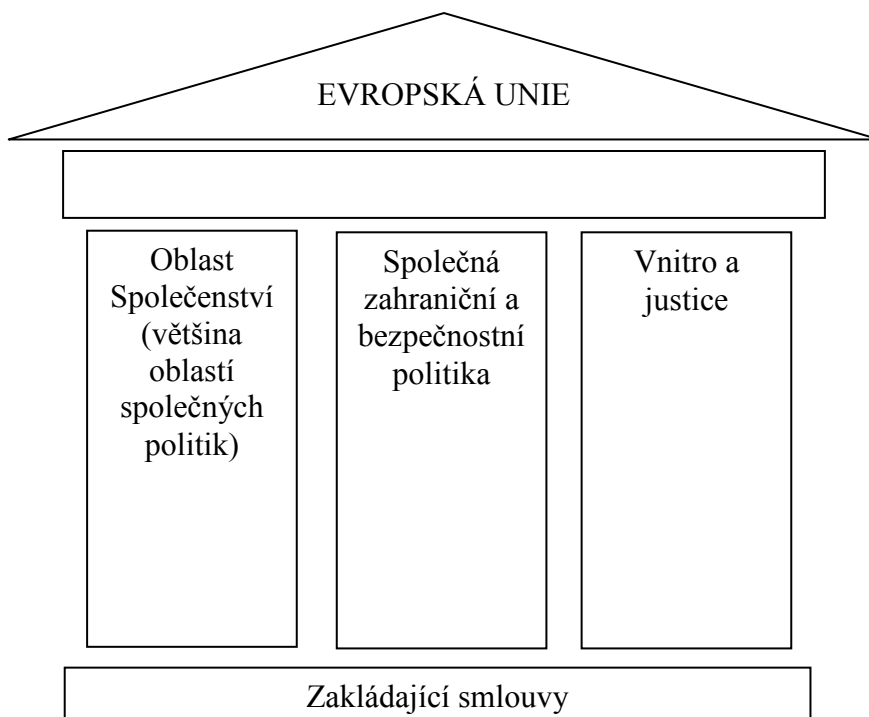 EVROPSKÁ UNIE
Oblast
Společenství
(většina
oblastí
společných
politik)
Společná
zahraniční a
bezpečnostní
politika
Vnitro a
justice
Zakládající smlouvy